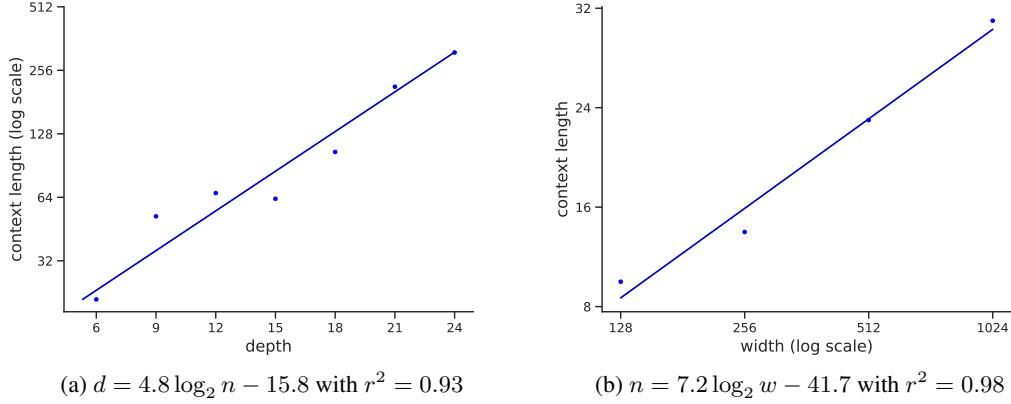 512
256
128
64
32
context length (log scale)
6 9 12 15 18 21 24
depth
(a) d = 4.8 log₂ n − 15.8 with r² = 0.93
32
24
16
8
context length
128 256 512 1024
width (log scale)
(b) n = 7.2 log₂ w − 41.7 with r² = 0.98